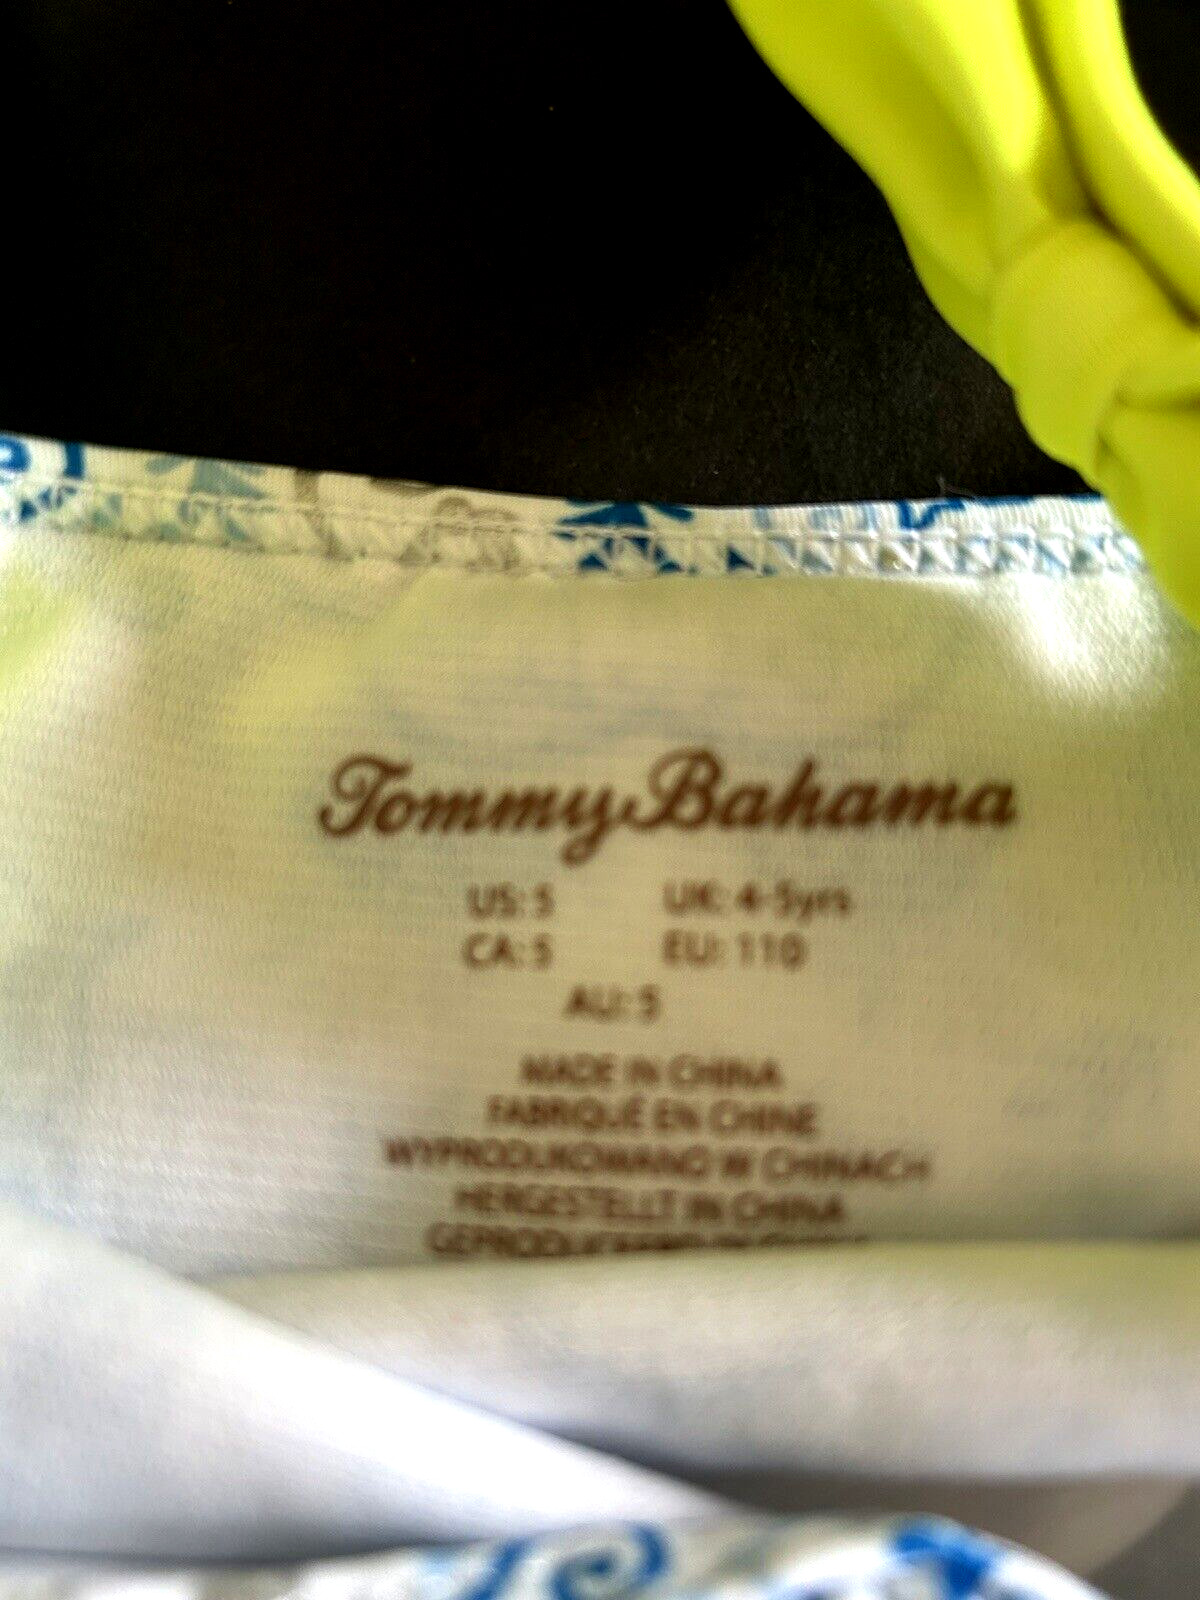 Tommy Bahama
US: 5 UK: 4-5yrs
CA: 5 EU: 110
AU: 5
MADE IN CHINA
FABRIQUÉ EN CHINE
WYPRODUKOWANO W CHINACH
HERGESTELLT IN CHINA